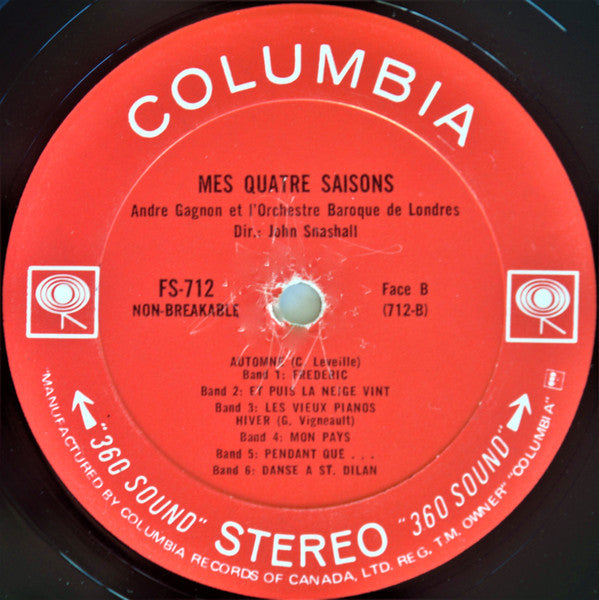 COLUMBIA
MES QUATRE SAISONS
Andre Gagnon et l'Orchestre Baroque de Londres
Dir.: John Snashall
FS-712
NON-BREAKABLE
Face B
(712-B)
AUTOMNE (C. Leveille)
Band 1: FREDERIC
Band 2: ET PUIS LA NEIGE VINT
Band 3: LES VIEUX PIANOS
HIVER (G. Vigneault)
Band 4: MON PAYS
Band 5: PENDANT QUE . . .
Band 6: DANSE A ST. DILAN
"360 SOUND" STEREO "360 SOUND"
"MANUFACTURED BY COLUMBIA RECORDS OF CANADA, LTD. REG. T.M. OWNER" "COLUMBIA"